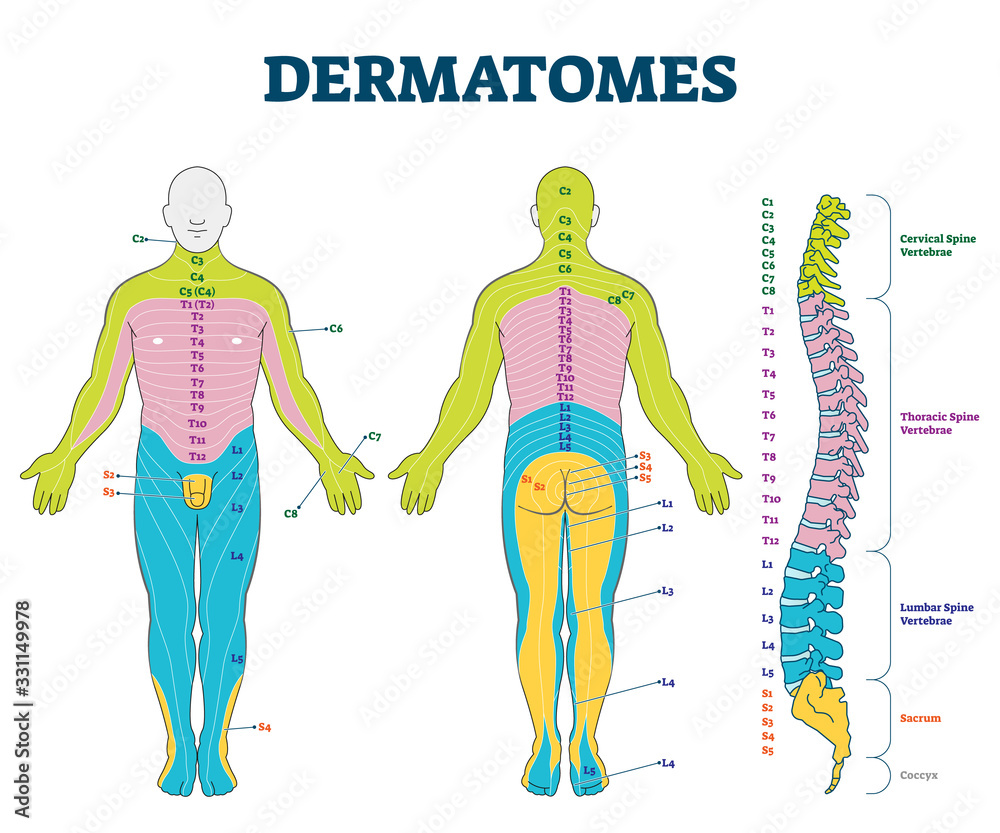 DERMATOMES
C2
C3
C4
C5 (C4)
T1 (T2)
T2
T3
T4
T5
T6
T7
T8
T9
T10
T11
T12
L1
L2
L3
L4
L5
S2
S3
C6
C7
C8
S4
C2
C3
C4
C5
C6
C7
C8
T1
T2
T3
T4
T5
T6
T7
T8
T9
T10
T11
T12
L1
L2
L3
L4
L5
S3
S4
S5
S1
S2
L1
L2
L3
L4
L5
L4
C1
C2
C3
C4
C5
C6
C7
C8
T1
T2
T3
T4
T5
T6
T7
T8
T9
T10
T11
T12
L1
L2
L3
L4
L5
S1
S2
S3
S4
S5
Cervical Spine
Vertebrae
Thoracic Spine
Vertebrae
Lumbar Spine
Vertebrae
Sacrum
Coccyx
Adobe Stock | #331149978
Adobe Stock